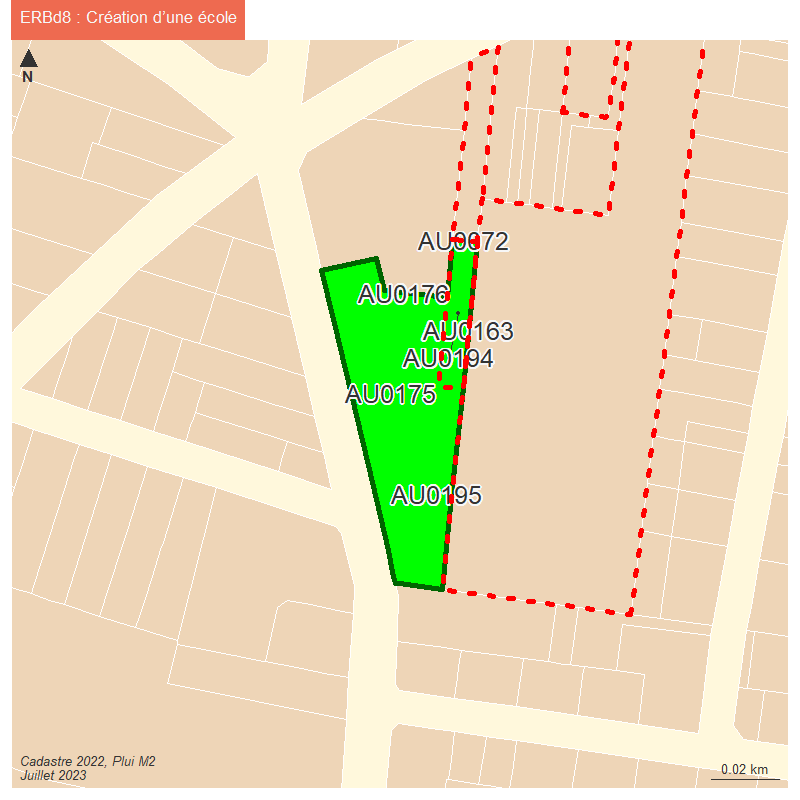 ERBd8 : Création d'une école
N
AU0072
AU0176
AU0163
AU0194
AU0175
AU0195
Cadastre 2022, Plui M2
Juillet 2023
0.02 km